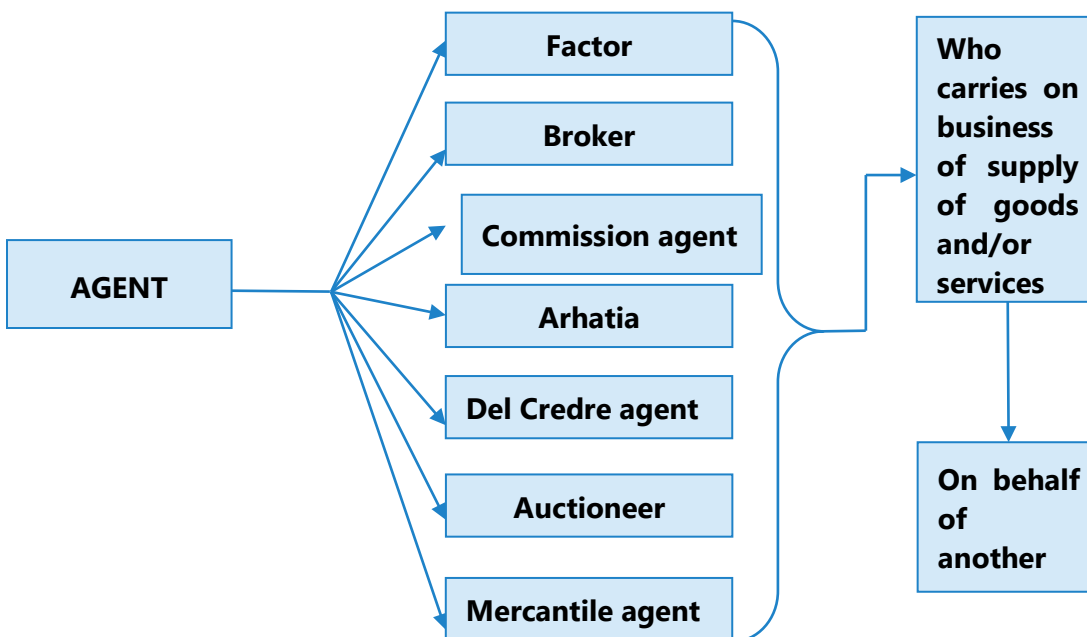 AGENT
Factor
Broker
Commission agent
Arhatia
Del Credre agent
Auctioneer
Mercantile agent
Who
carries on
business
of supply
of goods
and/or
services
On behalf
of
another